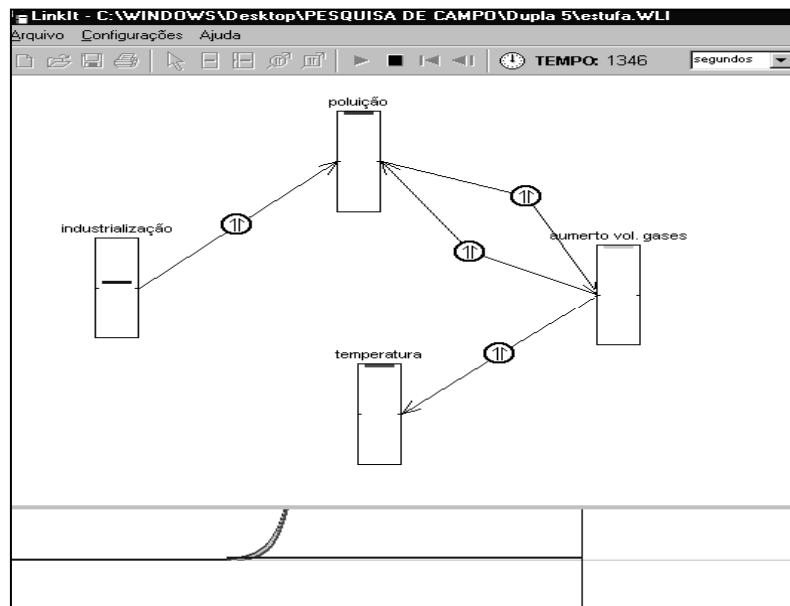 LinkIt - C:\WINDOWS\Desktop\PESQUISA DE CAMPO\Dupla 5\estufa.WLI
Arquivo Configurações Ajuda
TEMPO: 1346 segundos
poluição
industrialização
aumerto vol. gases
temperatura